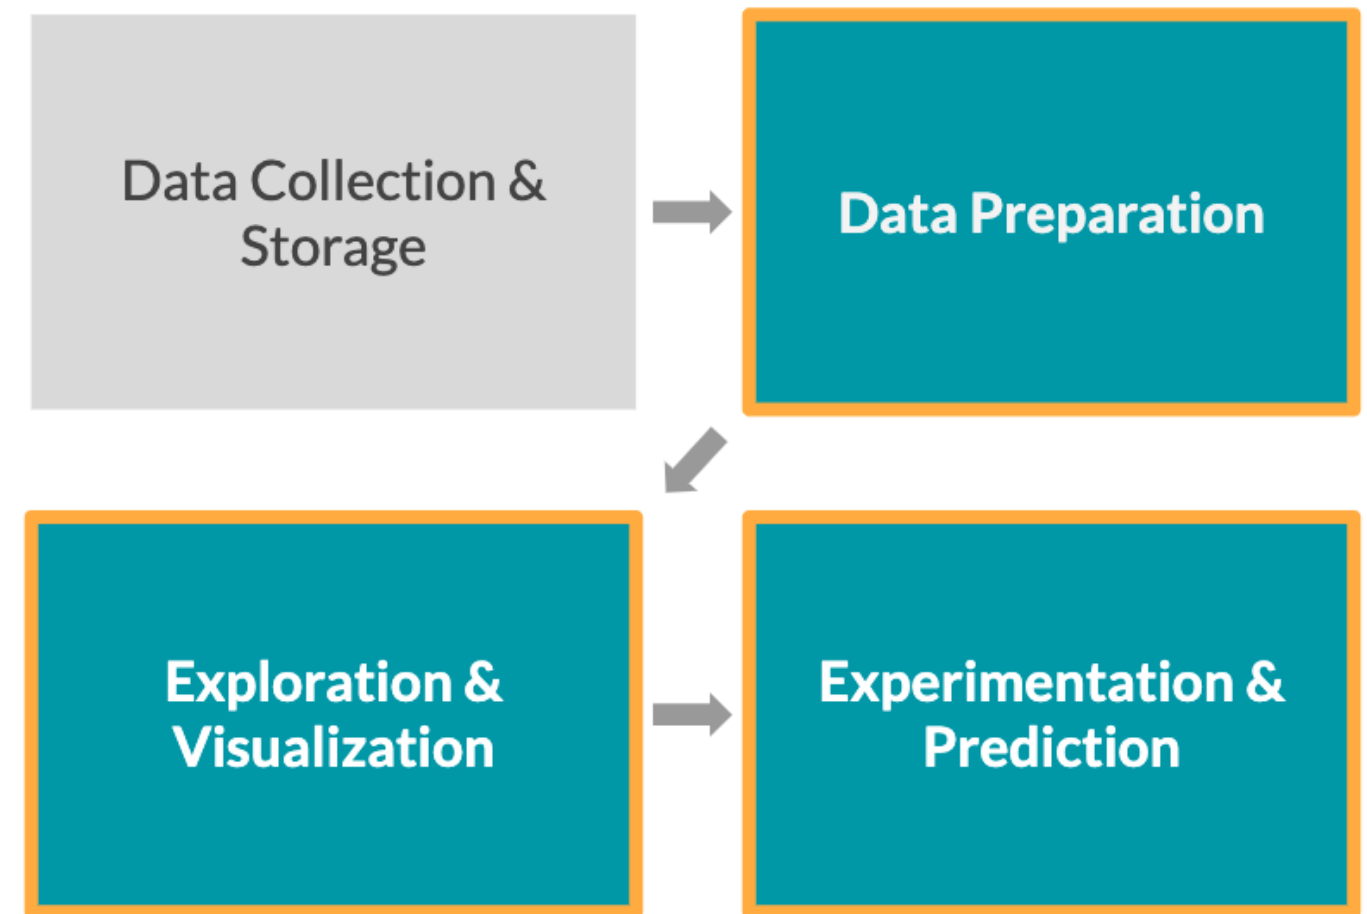 Data Collection &
Storage
Data Preparation
Exploration &
Visualization
Experimentation &
Prediction